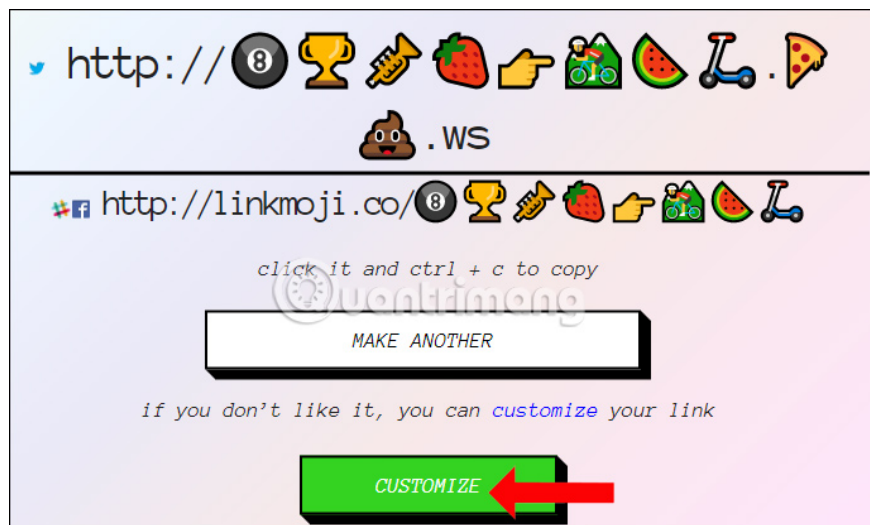 http://🎱🏆🎺🍓👉🚵🍉🛴.🍕
💩.ws
http://linkmoji.co/🎱🏆🎺🍓👉🚵🍉🛴
click it and ctrl + c to copy
Quantrimang
MAKE ANOTHER
if you don't like it, you can customize your link
CUSTOMIZE